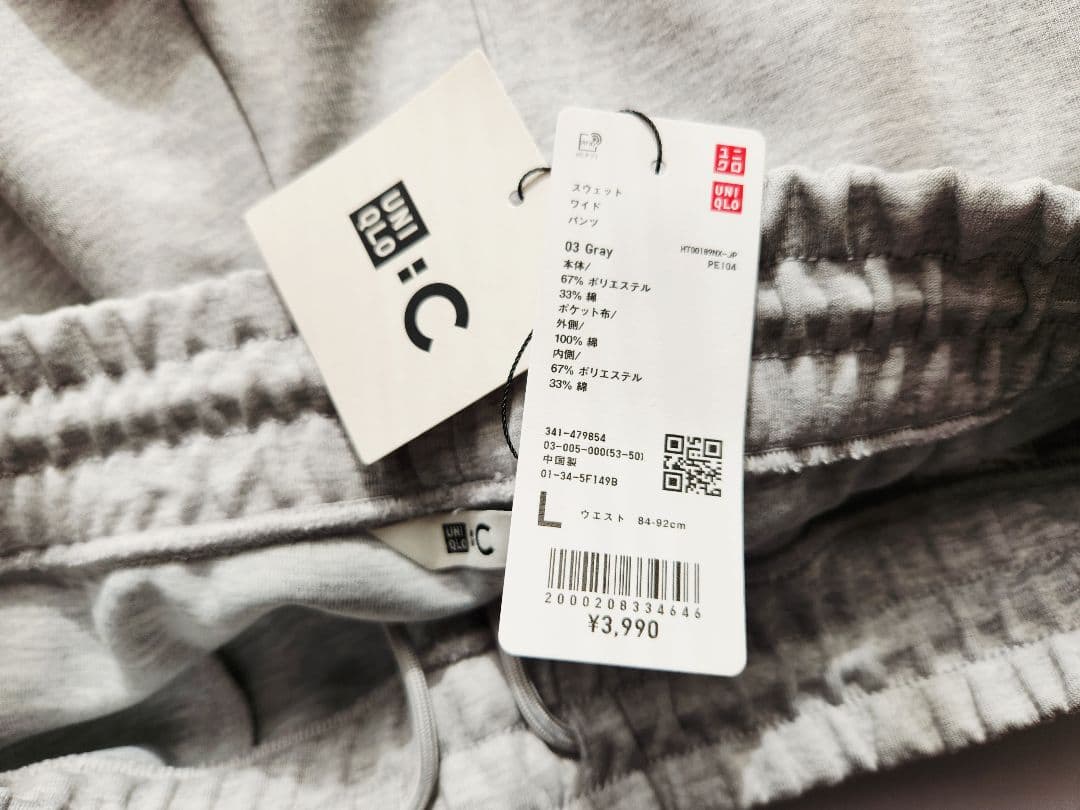 UNI
QLO
:C
ユニ
クロ
UNI
QLO
スウェット
ワイド
パンツ
03 Gray
HT00189NX-JP
PE104
本体/
67% ポリエステル
33% 綿
ポケット布/
外側/
100% 綿
内側/
67% ポリエステル
33% 綿
341-479854
03-005-000(53-50)
中国製
01-34-5F149B
L ウエスト 84-92cm
2000208334646
¥3,990
UNI
QLO
:C